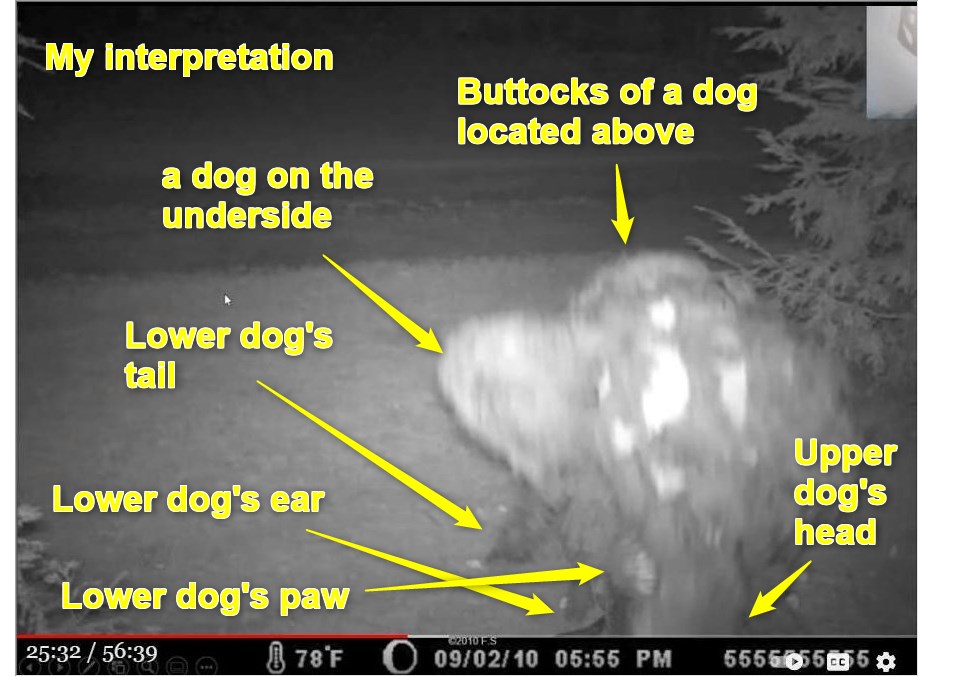 My interpretation
Buttocks of a dog
located above
a dog on the
underside
Lower dog's
tail
Upper
dog's
head
Lower dog's ear
Lower dog's paw
©2010 F.S
25:32 / 56:39
78°F
09/02/10 05:55 PM
CC